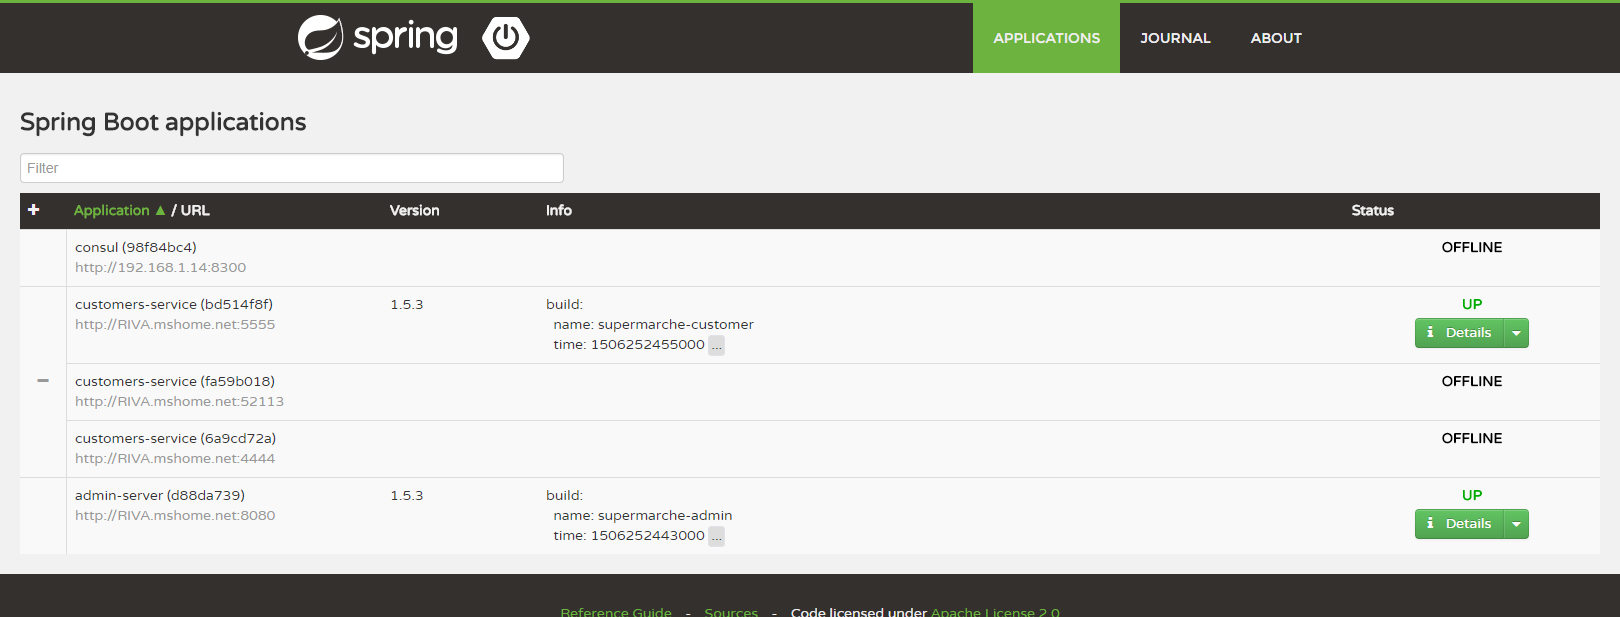 spring
APPLICATIONS JOURNAL ABOUT
Spring Boot applications
Filter
+ Application ▲ / URL Version Info Status
consul (98f84bc4) OFFLINE
http://192.168.1.14:8300
customers-service (bd514f8f) 1.5.3 build: UP
http://RIVA.mshome.net:5555 name: supermarche-customer i Details
time: 1506252455000 ...
customers-service (fa59b018) OFFLINE
http://RIVA.mshome.net:52113
customers-service (6a9cd72a) OFFLINE
http://RIVA.mshome.net:4444
admin-server (d88da739) 1.5.3 build: UP
http://RIVA.mshome.net:8080 name: supermarche-admin i Details
time: 1506252443000 ...
Reference Guide - Sources - Code licensed under Apache License 2.0